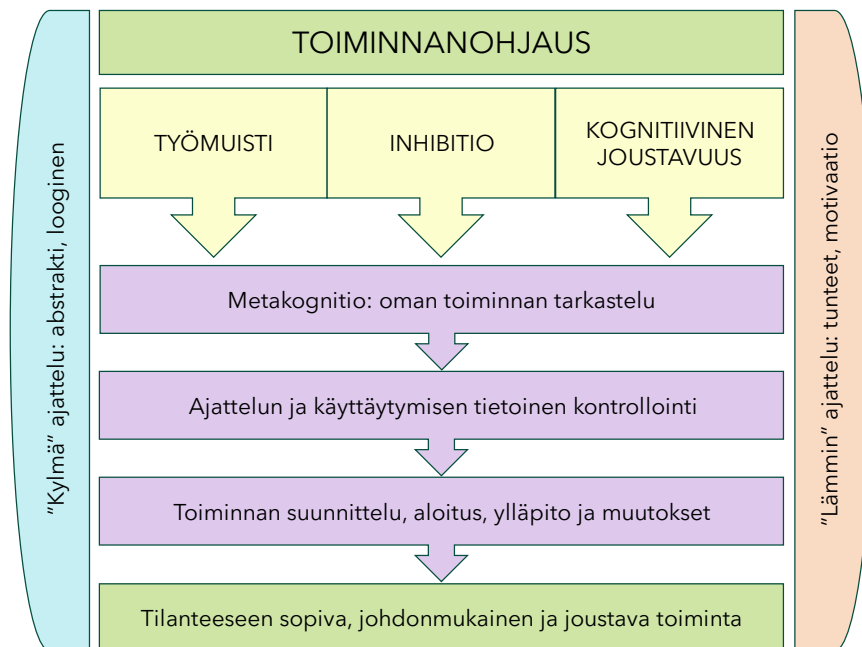 TOIMINNANOHJAUS
TYÖMUISTI
INHIBITIO
KOGNITIIVINEN
JOUSTAVUUS
Metakognitio: oman toiminnan tarkastelu
Ajattelun ja käyttäytymisen tietoinen kontrollointi
Toiminnan suunnittelu, aloitus, ylläpito ja muutokset
Tilanteeseen sopiva, johdonmukainen ja joustava toiminta
”Kylmä” ajattelu: abstrakti, looginen
”Lämmin” ajattelu: tunteet, motivaatio